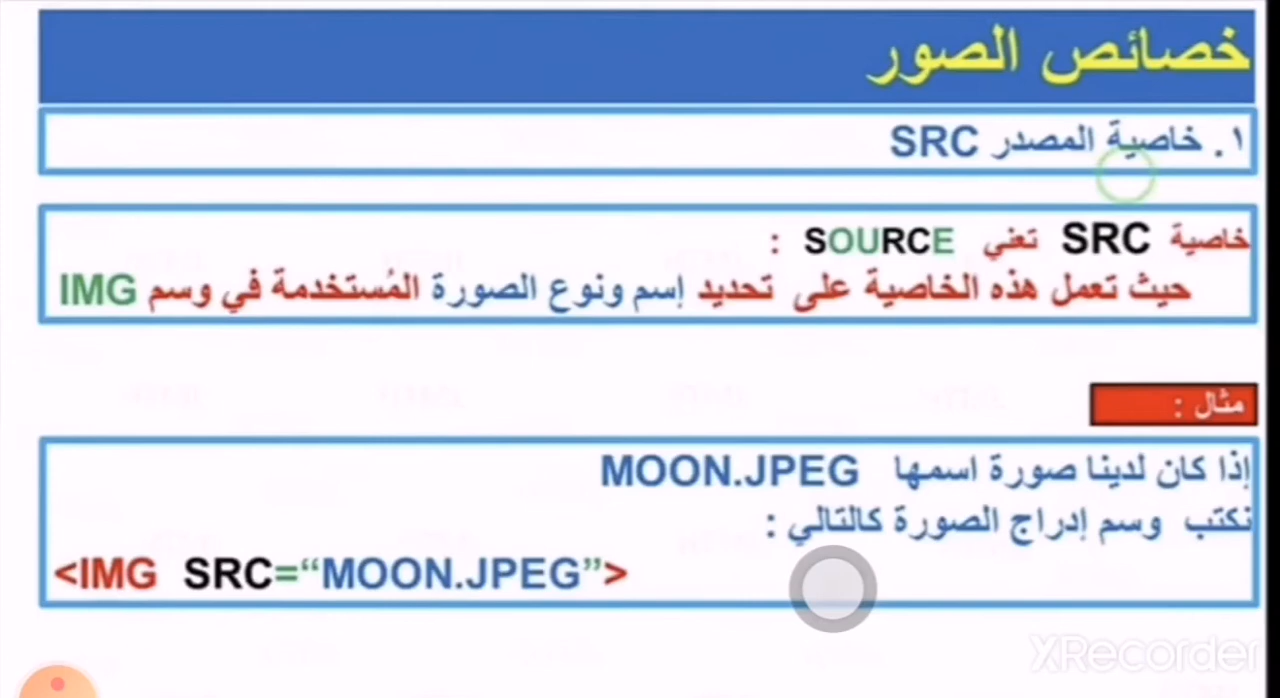 خصائص الصور
١. خاصية المصدر SRC
خاصية SRC تعني SOURCE :
حيث تعمل هذه الخاصية على تحديد إسم ونوع الصورة المُستخدمة في وسم IMG
مثال :
إذا كان لدينا صورة اسمها MOON.JPEG
نكتب وسم إدراج الصورة كالتالي :
<IMG SRC=“MOON.JPEG”>
XRecorder